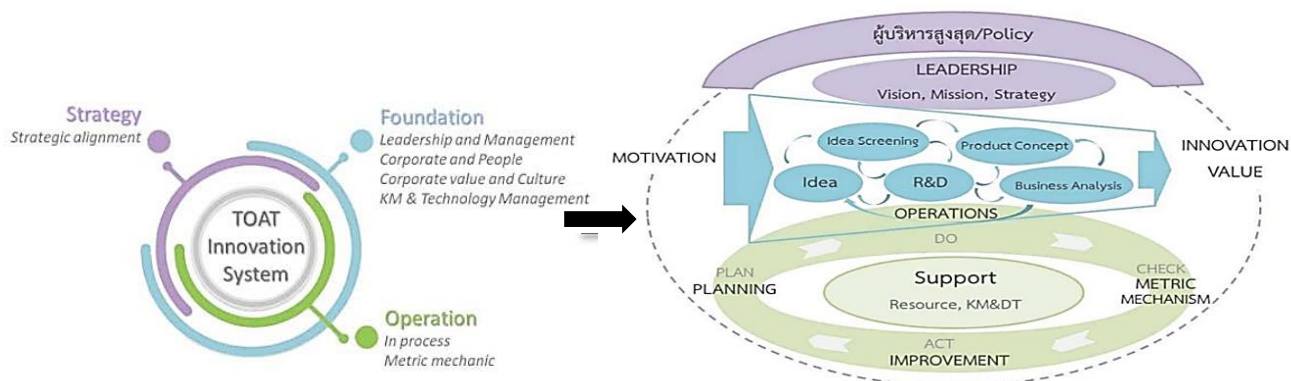 Strategy
Strategic alignment
Foundation
Leadership and Management
Corporate and People
Corporate value and Culture
KM & Technology Management
TOAT
Innovation
System
Operation
In process
Metric mechanic
ผู้บริหารสูงสุด/Policy
LEADERSHIP
Vision, Mission, Strategy
MOTIVATION
Idea Screening
Product Concept
Idea
R&D
Business Analysis
INNOVATION
VALUE
OPERATIONS
DO
PLAN
PLANNING
Support
Resource, KM&DT
CHECK
METRIC
MECHANISM
ACT
IMPROVEMENT